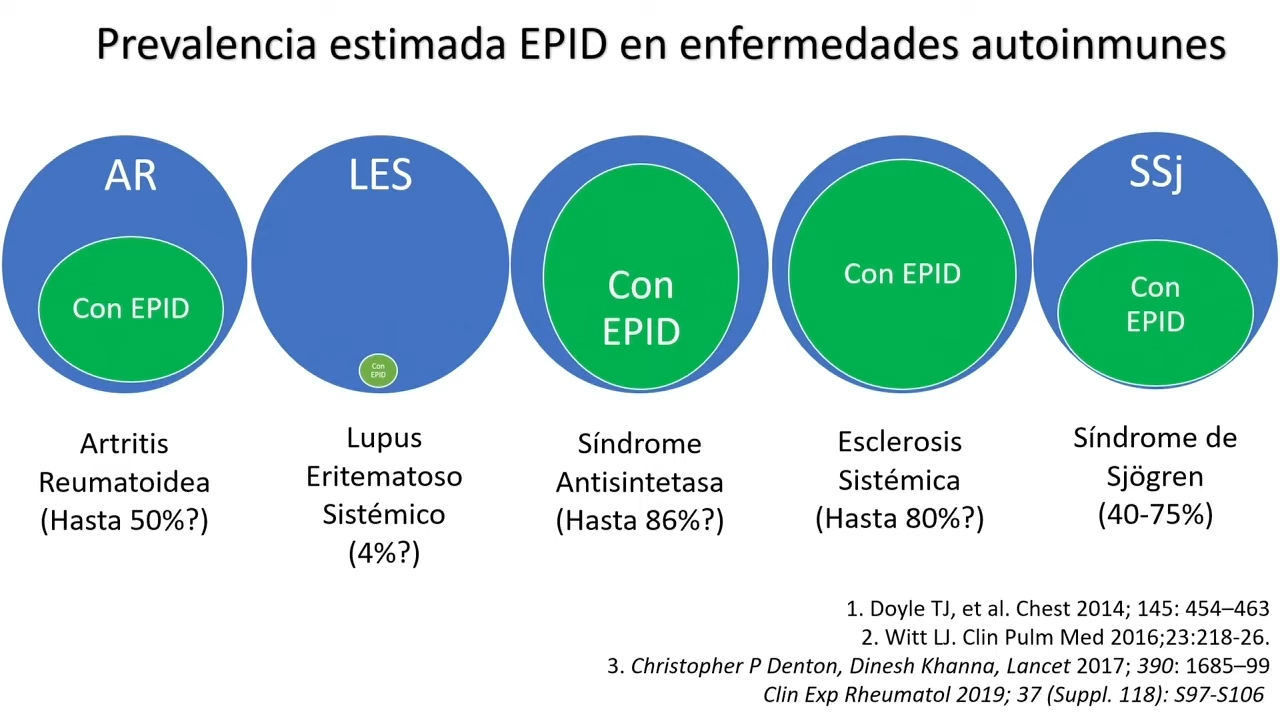 Prevalencia estimada EPID en enfermedades autoinmunes
AR
Con EPID
Artritis
Reumatoidea
(Hasta 50%?)
LES
Con
EPID
Lupus
Eritematoso
Sistémico
(4%?)
Con
EPID
Síndrome
Antisintetasa
(Hasta 86%?)
Con EPID
Esclerosis
Sistémica
(Hasta 80%?)
SSj
Con
EPID
Síndrome de
Sjögren
(40-75%)
1. Doyle TJ, et al. Chest 2014; 145: 454–463
2. Witt LJ. Clin Pulm Med 2016;23:218-26.
3. Christopher P Denton, Dinesh Khanna, Lancet 2017; 390: 1685–99
Clin Exp Rheumatol 2019; 37 (Suppl. 118): S97-S106